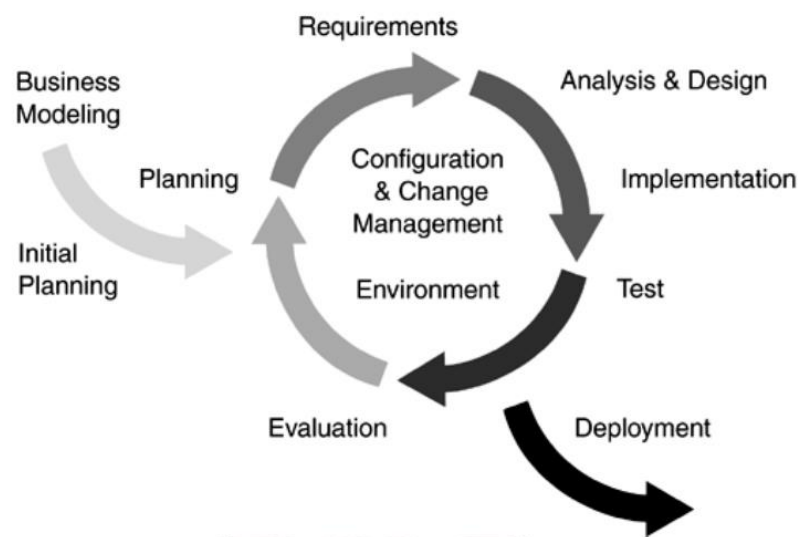 Requirements
Business
Modeling
Analysis & Design
Planning
Configuration
& Change
Management
Implementation
Initial
Planning
Environment
Test
Evaluation
Deployment